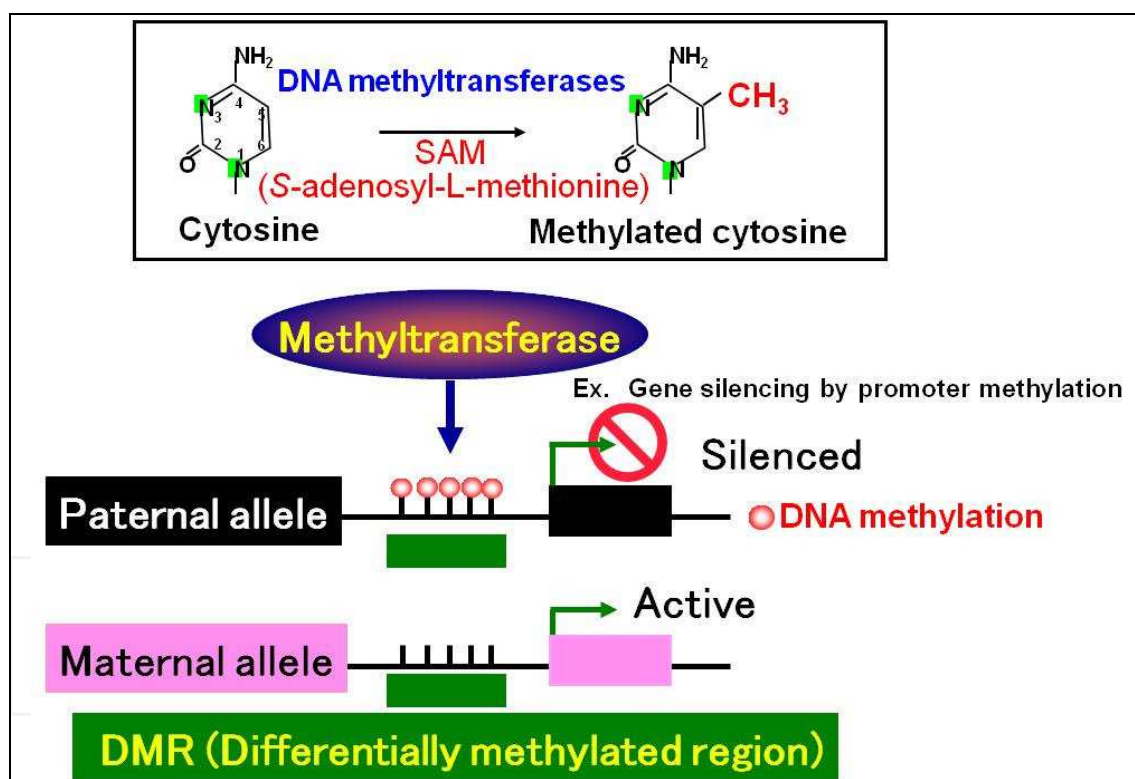 NH2
N3
4
5
6
2
1
N
O
Cytosine
DNA methyltransferases
SAM
(S-adenosyl-L-methionine)
NH2
CH3
N
O
N
Methylated cytosine
Methyltransferase
Ex. Gene silencing by promoter methylation
Silenced
Paternal allele
DNA methylation
Active
Maternal allele
DMR (Differentially methylated region)